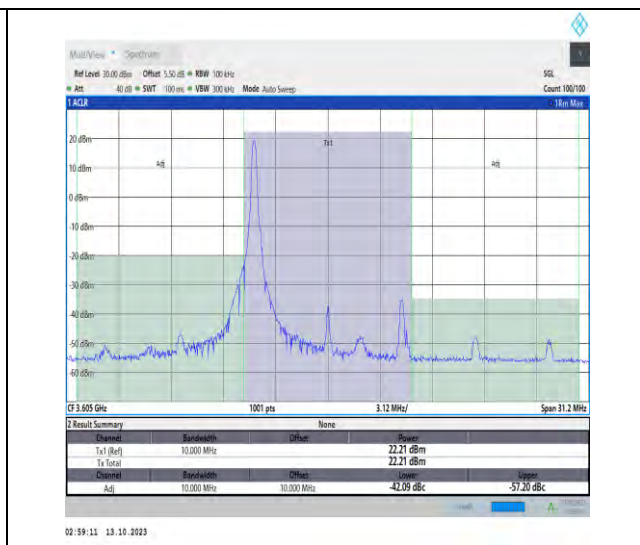 MultiView Spectrum
Ref Level 30.00 dBm Offset 5.50 dB RBW 100 kHz SGL
Att 40 dB SWT 100 ms VBW 300 kHz Mode Auto Sweep Count 100/100
1 ACLR 1Rm Max
20 dBm
Tx1
Adj Adj
10 dBm
0 dBm
-10 dBm
-20 dBm
-30 dBm
-40 dBm
-50 dBm
-60 dBm
CF 3.605 GHz 1001 pts 3.12 MHz/ Span 31.2 MHz
2 Result Summary None
Channel Bandwidth Offset Power
Tx1 (Ref) 10.000 MHz 22.21 dBm
Tx Total 22.21 dBm
Channel Bandwidth Offset Lower Upper
Adj 10.000 MHz 10.000 MHz -42.09 dBc -57.20 dBc
02:59:11 13.10.2023